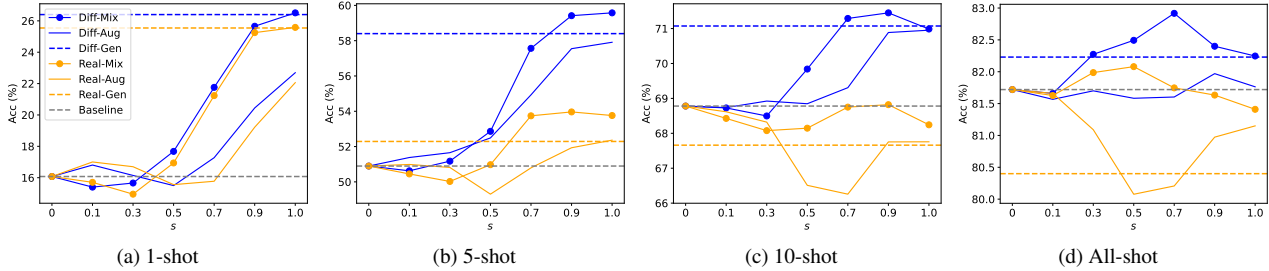 Acc (%)
26
24
22
20
18
16
Diff-Mix
Diff-Aug
Diff-Gen
Real-Mix
Real-Aug
Real-Gen
Baseline
0 0.1 0.3 0.5 0.7 0.9 1.0
s
(a) 1-shot
Acc (%)
60
58
56
54
52
50
0 0.1 0.3 0.5 0.7 0.9 1.0
s
(b) 5-shot
Acc (%)
71
70
69
68
67
66
0 0.1 0.3 0.5 0.7 0.9 1.0
s
(c) 10-shot
Acc (%)
83.0
82.5
82.0
81.5
81.0
80.5
80.0
0 0.1 0.3 0.5 0.7 0.9 1.0
s
(d) All-shot